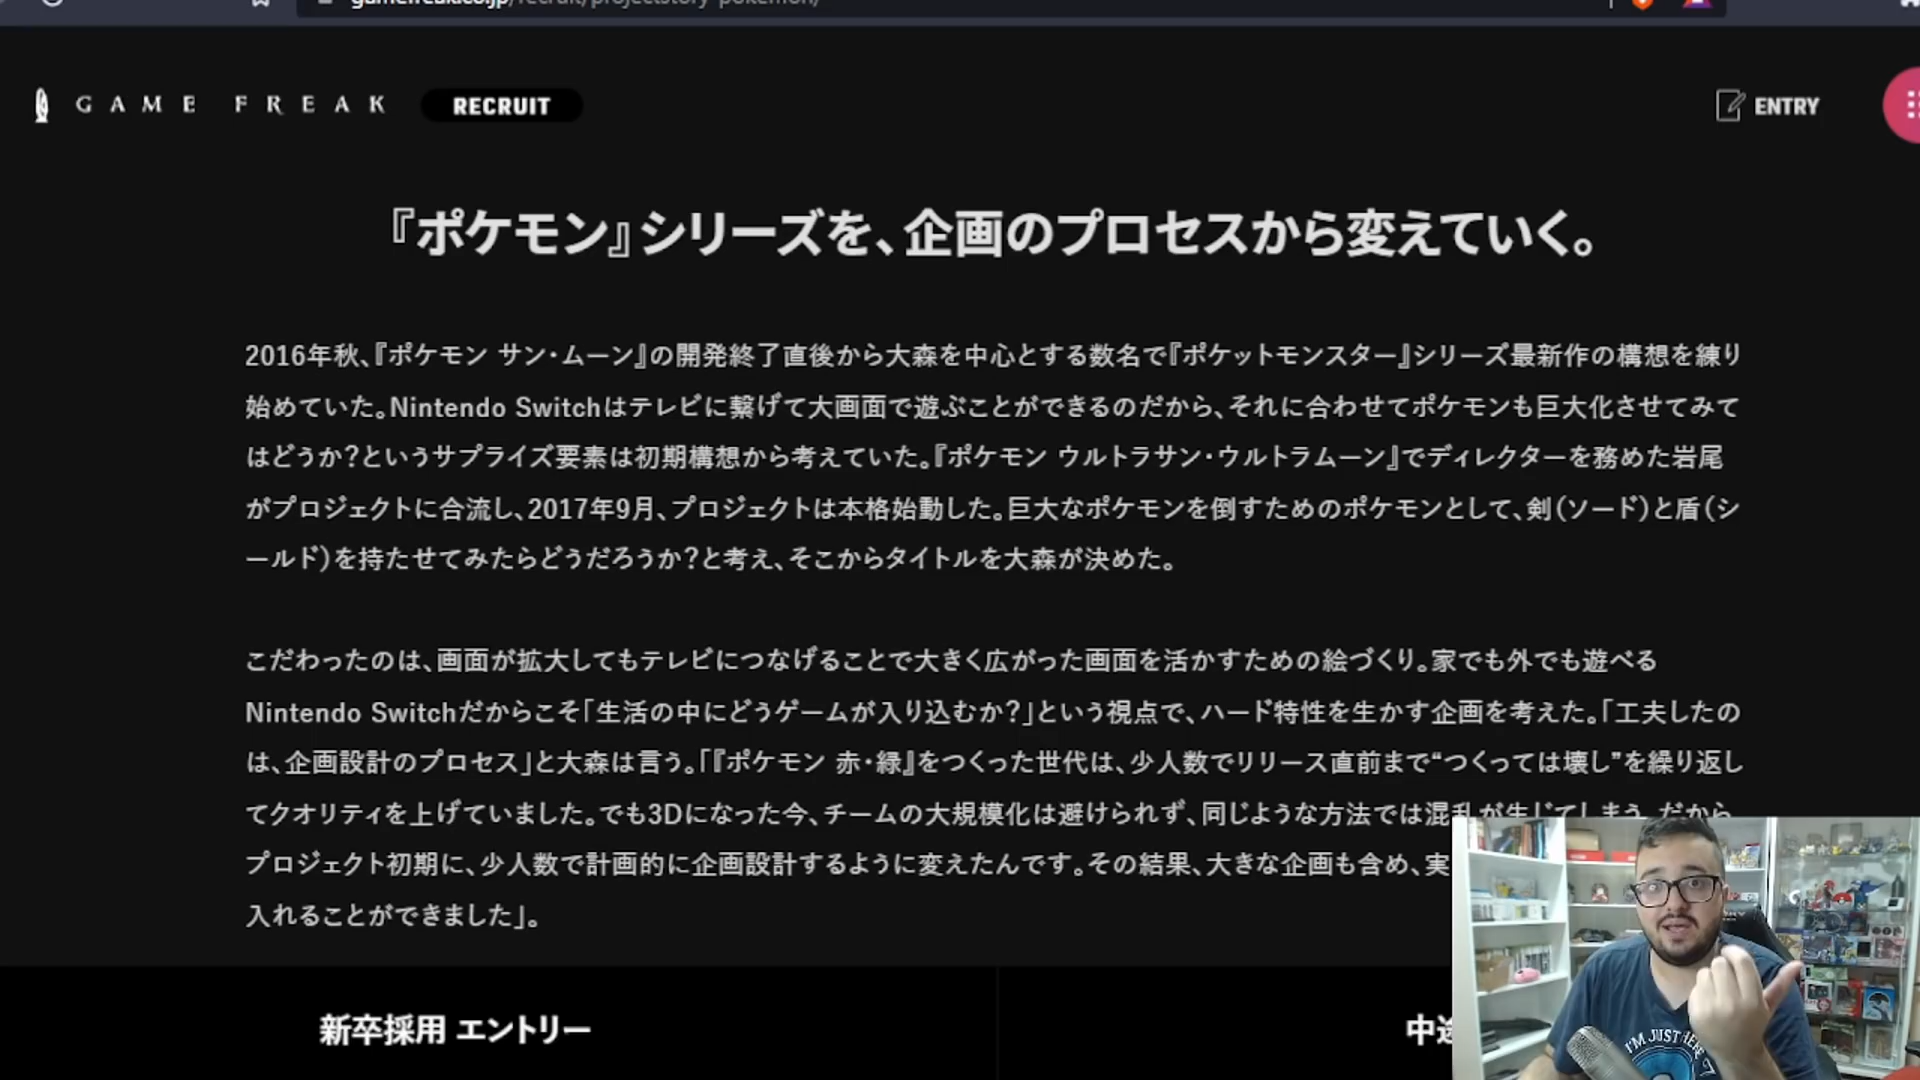 GAME FREAK RECRUIT ENTRY
『ポケモン』シリーズを、企画のプロセスから変えていく。
2016年秋、『ポケモン サン・ムーン』の開発終了直後から大森を中心とする数名で『ポケットモンスター』シリーズ最新作の構想を練り
始めていた。Nintendo Switchはテレビに繋げて大画面で遊ぶことができるのだから、それに合わせてポケモンも巨大化させてみて
はどうか?というサプライズ要素は初期構想から考えていた。『ポケモン ウルトラサン・ウルトラムーン』でディレクターを務めた岩尾
がプロジェクトに合流し、2017年9月、プロジェクトは本格始動した。巨大なポケモンを倒すためのポケモンとして、剣(ソード)と盾(シ
ールド)を持たせてみたらどうだろうか?と考え、そこからタイトルを大森が決めた。
こだわったのは、画面が拡大してもテレビにつなげることで大きく広がった画面を活かすための絵づくり。家でも外でも遊べる
Nintendo Switchだからこそ「生活の中にどうゲームが入り込むか?」という視点で、ハード特性を生かす企画を考えた。「工夫したの
は、企画設計のプロセス」と大森は言う。「『ポケモン 赤・緑』をつくった世代は、少人数でリリース直前まで“つくっては壊し”を繰り返し
てクオリティを上げていました。でも3Dになった今、チームの大規模化は避けられず、同じような方法では混乱が生じてしまう。だから
プロジェクト初期に、少人数で計画的に企画設計するように変えたんです。その結果、大きな企画も含め、実
入れることができました」。
新卒採用 エントリー 中途
I'M JUST HERE